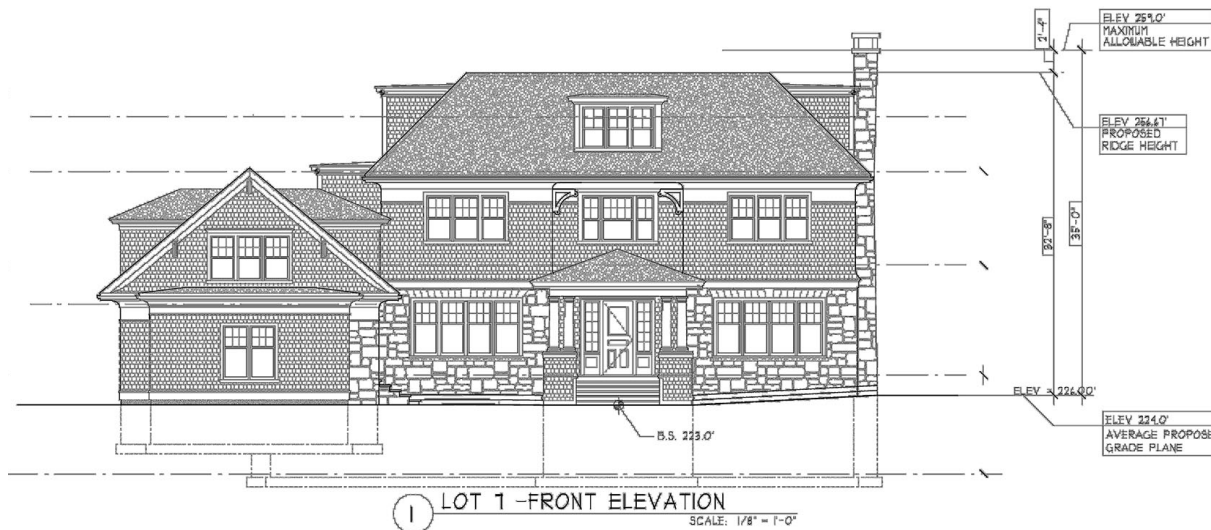 2'-4"
ELEV 259.0'
MAXIMUM
ALLOWABLE HEIGHT
ELEV 256.67'
PROPOSED
RIDGE HEIGHT
32'-8"
35'-0"
ELEV = 226.00'
B.S. 223.0'
ELEV 224.0'
AVERAGE PROPOSE
GRADE PLANE
1 LOT 7 -FRONT ELEVATION
SCALE: 1/8" = 1'-0"